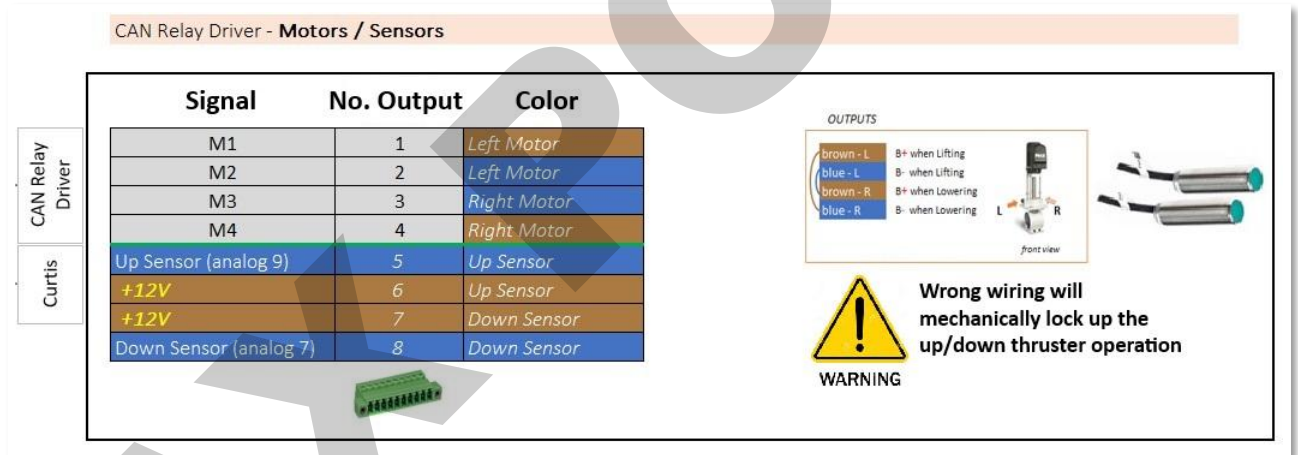 CAN Relay Driver - Motors / Sensors
Signal No. Output Color
CAN Relay
Driver
M1 1 Left Motor
M2 2 Left Motor
M3 3 Right Motor
M4 4 Right Motor
Curtis
Up Sensor (analog 9) 5 Up Sensor
+12V 6 Up Sensor
+12V 7 Down Sensor
Down Sensor (analog 7) 8 Down Sensor
OUTPUTS
brown - L B+ when Lifting
blue - L B- when Lifting
brown - R B+ when Lowering
blue - R B- when Lowering
L R
front view
WARNING
Wrong wiring will
mechanically lock up the
up/down thruster operation